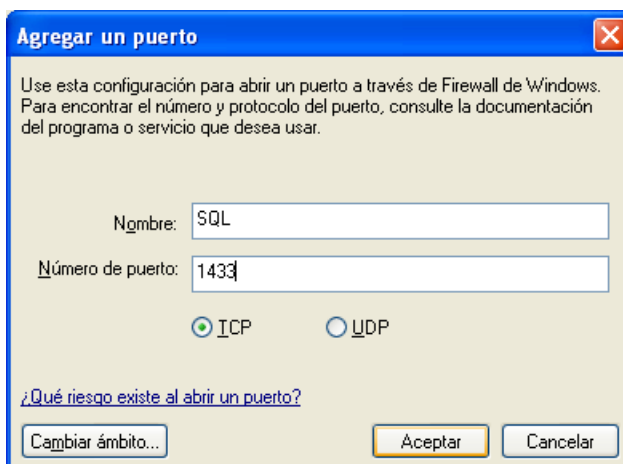 Agregar un puerto
Use esta configuración para abrir un puerto a través de Firewall de Windows.
Para encontrar el número y protocolo del puerto, consulte la documentación
del programa o servicio que desea usar.
Nombre: SQL
Número de puerto: 1433
TCP UDP
¿Qué riesgo existe al abrir un puerto?
Cambiar ámbito... Aceptar Cancelar